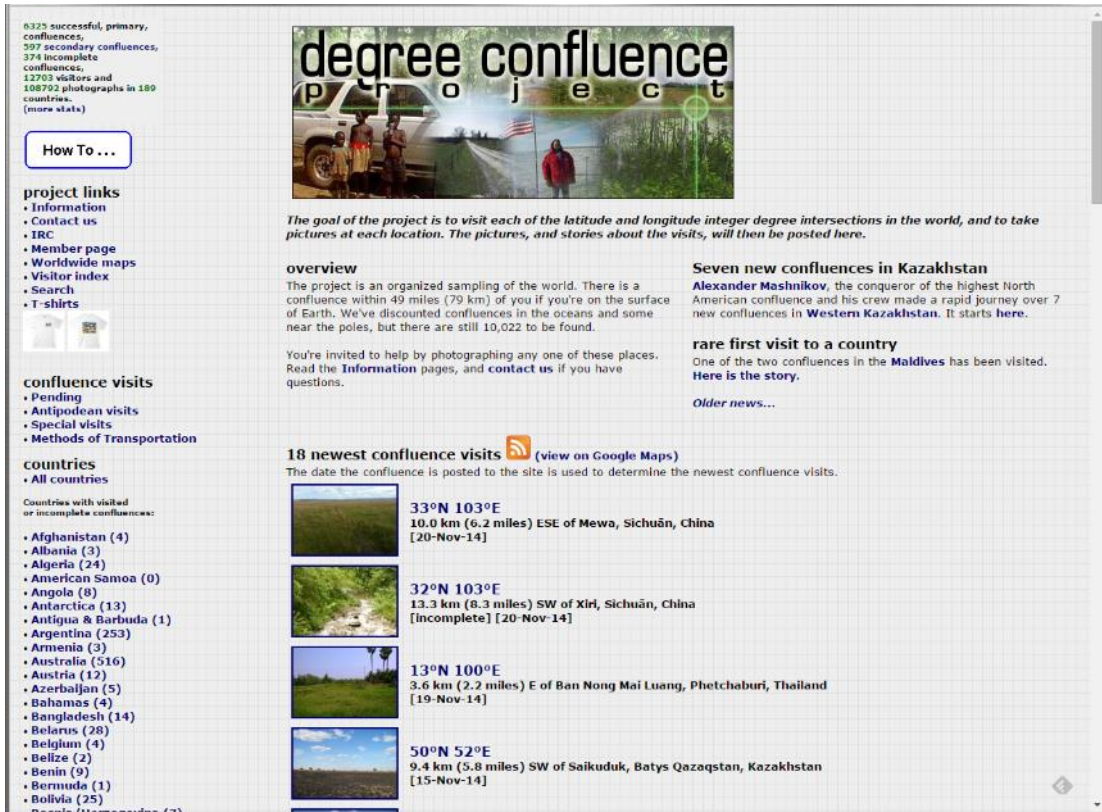 6325 successful, primary,
confluences,
597 secondary confluences,
374 incomplete
confluences,
12703 visitors and
108792 photographs in 189
countries.
(more stats)
How To ...
project links
• Information
• Contact us
• IRC
• Member page
• Worldwide maps
• Visitor index
• Search
• T-shirts
confluence visits
• Pending
• Antipodean visits
• Special visits
• Methods of Transportation
countries
• All countries
Countries with visited
or incomplete confluences:
• Afghanistan (4)
• Albania (3)
• Algeria (24)
• American Samoa (0)
• Angola (8)
• Antarctica (13)
• Antigua & Barbuda (1)
• Argentina (253)
• Armenia (3)
• Australia (516)
• Austria (12)
• Azerbaijan (5)
• Bahamas (4)
• Bangladesh (14)
• Belarus (28)
• Belgium (4)
• Belize (2)
• Benin (9)
• Bermuda (1)
• Bolivia (25)
degree confluence
project
The goal of the project is to visit each of the latitude and longitude integer degree intersections in the world, and to take
pictures at each location. The pictures, and stories about the visits, will then be posted here.
overview
The project is an organized sampling of the world. There is a
confluence within 49 miles (79 km) of you if you're on the surface
of Earth. We've discounted confluences in the oceans and some
near the poles, but there are still 10,022 to be found.
You're invited to help by photographing any one of these places.
Read the Information pages, and contact us if you have
questions.
Seven new confluences in Kazakhstan
Alexander Mashnikov, the conqueror of the highest North
American confluence and his crew made a rapid journey over 7
new confluences in Western Kazakhstan. It starts here.
rare first visit to a country
One of the two confluences in the Maldives has been visited.
Here is the story.
Older news...
18 newest confluence visits (view on Google Maps)
The date the confluence is posted to the site is used to determine the newest confluence visits.
33°N 103°E
10.0 km (6.2 miles) ESE of Mewa, Sìchuān, China
[20-Nov-14]
32°N 103°E
13.3 km (8.3 miles) SW of Xiri, Sìchuān, China
[incomplete] [20-Nov-14]
13°N 100°E
3.6 km (2.2 miles) E of Ban Nong Mai Luang, Phetchaburi, Thailand
[19-Nov-14]
50°N 52°E
9.4 km (5.8 miles) SW of Saikuduk, Batys Qazaqstan, Kazakhstan
[15-Nov-14]